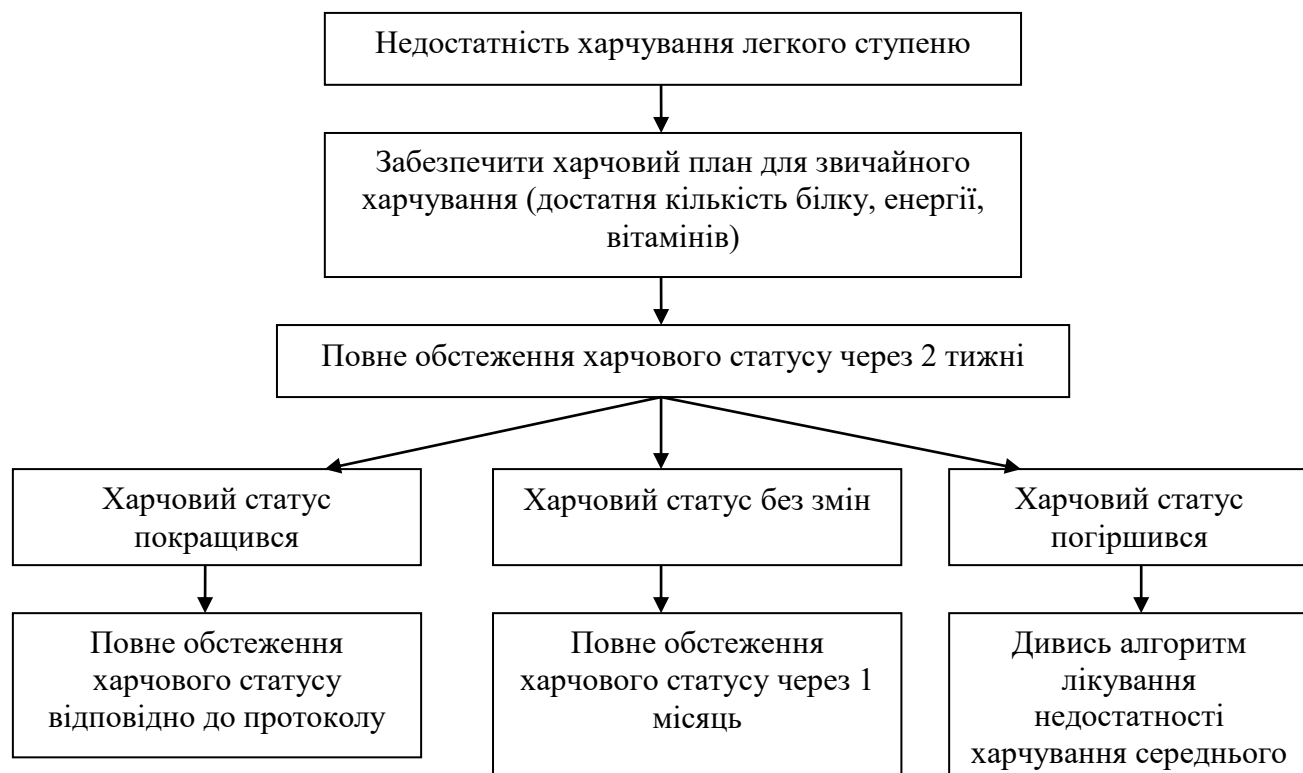 Недостатність харчування легкого ступеню
Забезпечити харчовий план для звичайного
харчування (достатня кількість білку, енергії,
вітамінів)
Повне обстеження харчового статусу через 2 тижні
Харчовий статус
покращився
Харчовий статус без змін
Харчовий статус
погіршився
Повне обстеження
харчового статусу
відповідно до протоколу
Повне обстеження
харчового статусу через 1
місяць
Дивись алгоритм
лікування
недостатності
харчування середнього